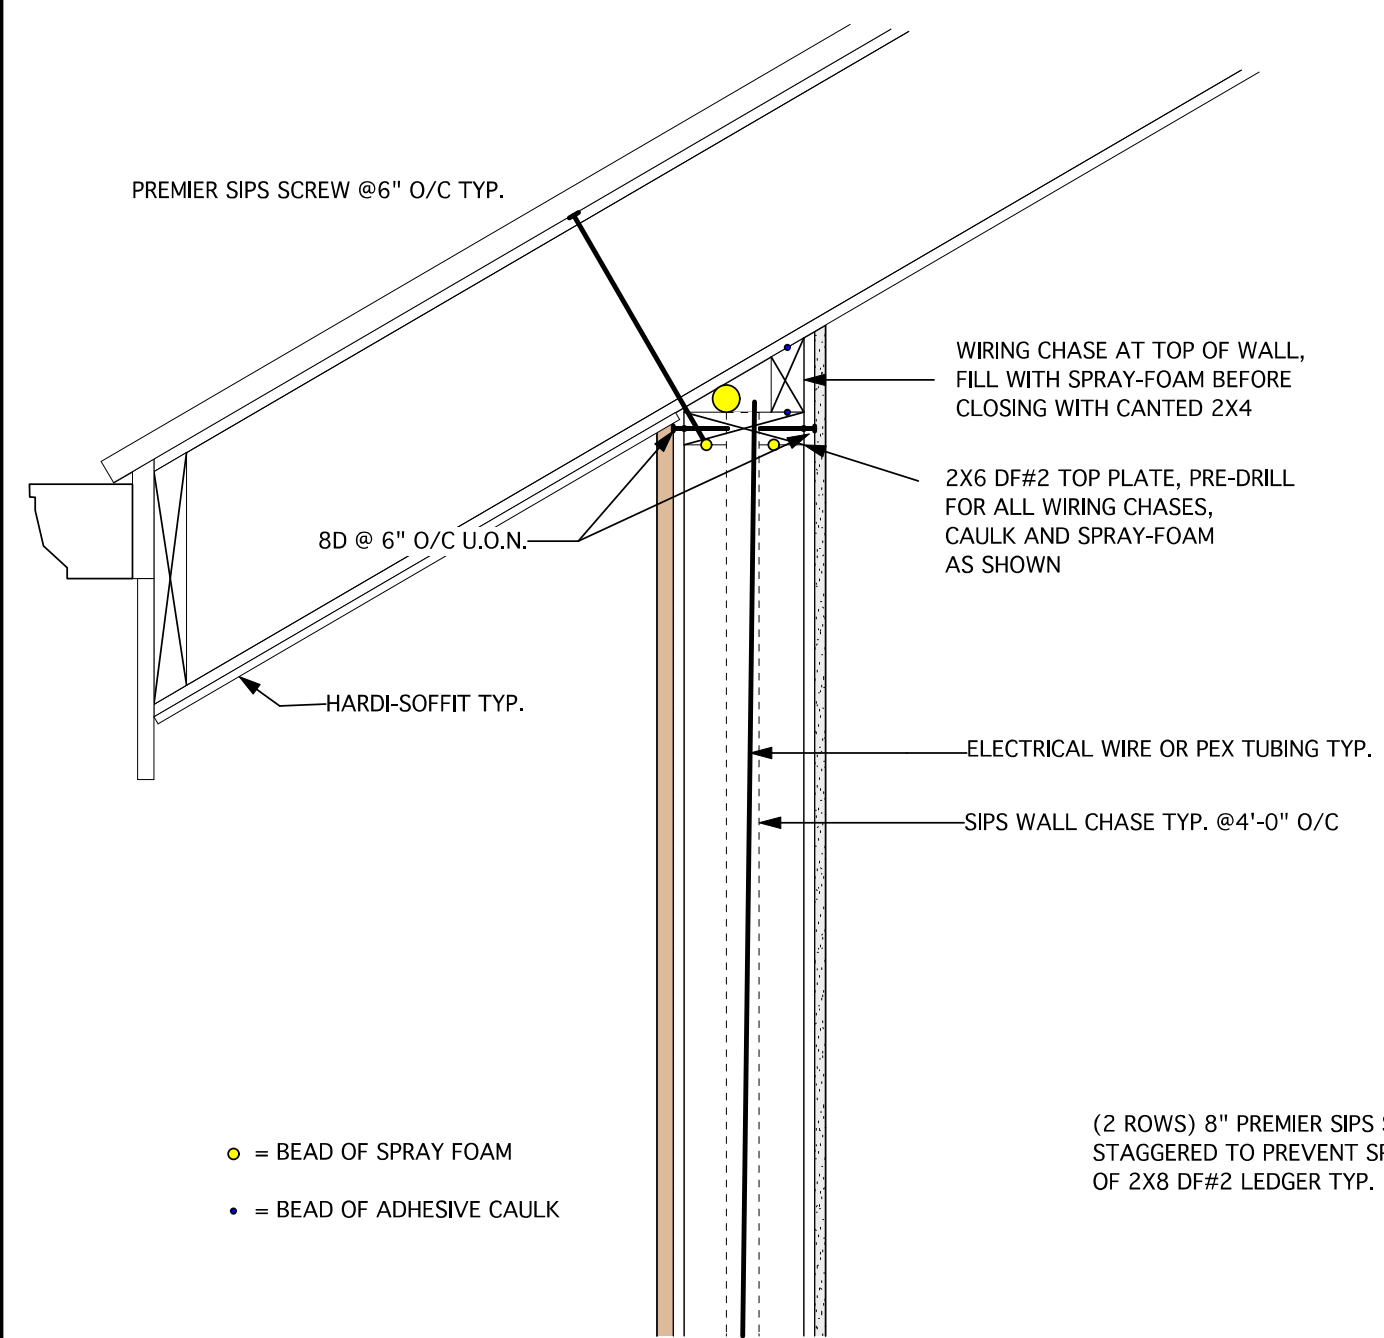 PREMIER SIPS SCREW @6" O/C TYP.
WIRING CHASE AT TOP OF WALL,
FILL WITH SPRAY-FOAM BEFORE
CLOSING WITH CANTED 2X4
2X6 DF#2 TOP PLATE, PRE-DRILL
FOR ALL WIRING CHASES,
CAULK AND SPRAY-FOAM
AS SHOWN
8D @ 6" O/C U.O.N.
HARDI-SOFFIT TYP.
ELECTRICAL WIRE OR PEX TUBING TYP.
SIPS WALL CHASE TYP. @4'-0" O/C
(2 ROWS) 8" PREMIER SIPS
STAGGERED TO PREVENT
OF 2X8 DF#2 LEDGER TYP.
= BEAD OF SPRAY FOAM
= BEAD OF ADHESIVE CAULK